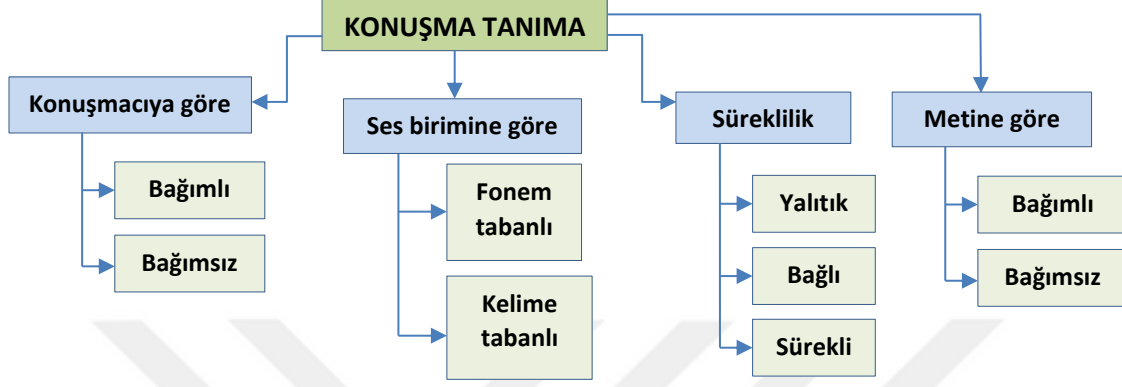 KONUŞMA TANIMA
Konuşmacıya göre
Bağımlı
Bağımsız
Ses birimine göre
Fonem
tabanlı
Kelime
tabanlı
Süreklilik
Yalıtık
Bağlı
Sürekli
Metine göre
Bağımlı
Bağımsız